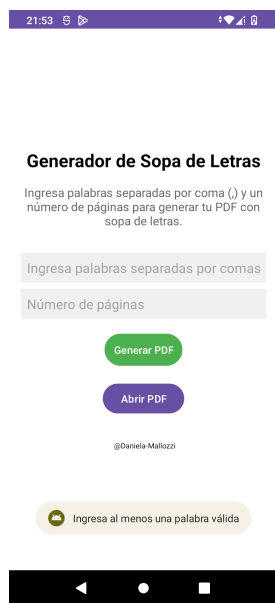 21:53
Generador de Sopa de Letras
Ingresa palabras separadas por coma (,) y un
número de páginas para generar tu PDF con
sopa de letras.
Ingresa palabras separadas por comas
Número de páginas
Generar PDF
Abrir PDF
@Daniela-Mallozzi
Ingresa al menos una palabra válida